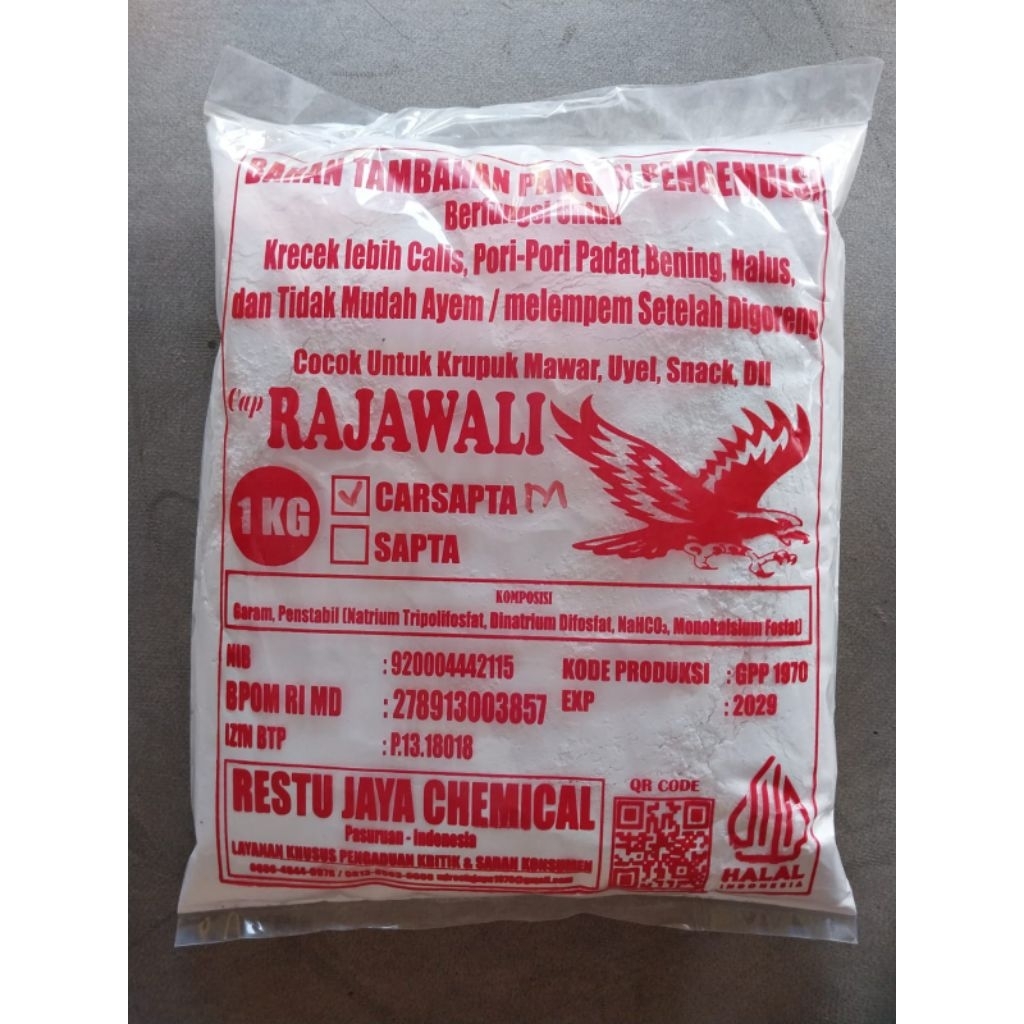 BAHAN TAMBAHAN PANGAN PENGEMULSI
Berfungsi Untuk
Krecek lebih Calis, Pori-Pori Padat,Bening, Halus,
dan Tidak Mudah Ayem / melempem Setelah Digoreng
Cocok Untuk Krupuk Mawar, Uyel, Snack, Dll
Cap RAJAWALI
1 KG
CARSAPTA M
SAPTA
KOMPOSISI
Garam, Penstabil (Natrium Tripolifosfat, Dinatrium Difosfat, NaHCO₃, Monokalsium Fosfat)
NIB : 920004442115
KODE PRODUKSI : GPP 1970
BPOM RI MD : 278913003857
EXP : 2029
IZIN BTP : P.13.18018
RESTU JAYA CHEMICAL
Pasuruan - Indonesia
LAYANAN KHUSUS PENGADUAN KRITIK & SARAN KONSUMEN
QR CODE
HALAL
INDONESIA